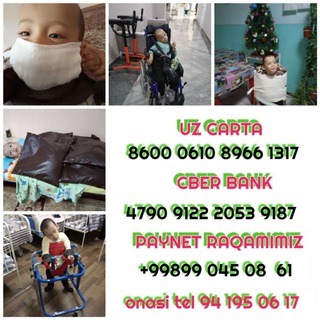 UZ CARTA
8600 0610 8966 1317
CBER BANK
4790 9122 2053 9187
PAYNET RAQAMIMIZ
+99899 045 08 61
onasi tel 94 195 06 17